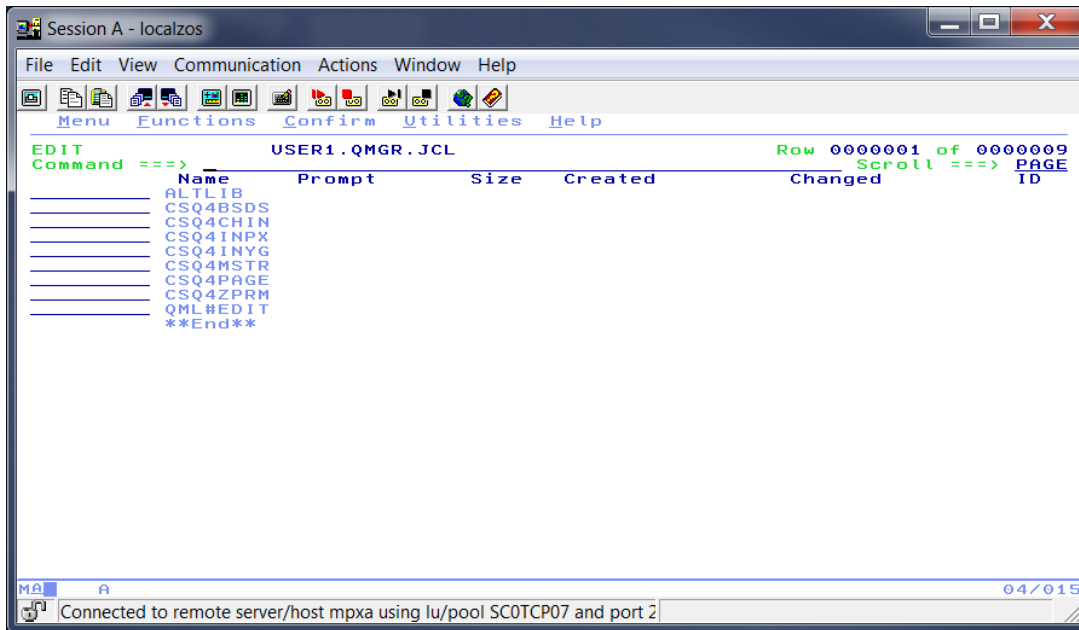 Session A - localzos
File Edit View Communication Actions Window Help
Menu Functions Confirm Utilities Help
EDIT USER1.QMGR.JCL Row 0000001 of 0000009
Command ===> _ Scroll ===> PAGE
Name Prompt Size Created Changed ID
ALTLIB
CSQ4BSDS
CSQ4CHIN
CSQ4INPX
CSQ4INYG
CSQ4MSTR
CSQ4PAGE
CSQ4ZPRM
QML#EDIT
**End**
MA A 04/015
Connected to remote server/host mpxa using lu/pool SC0TCP07 and port 2